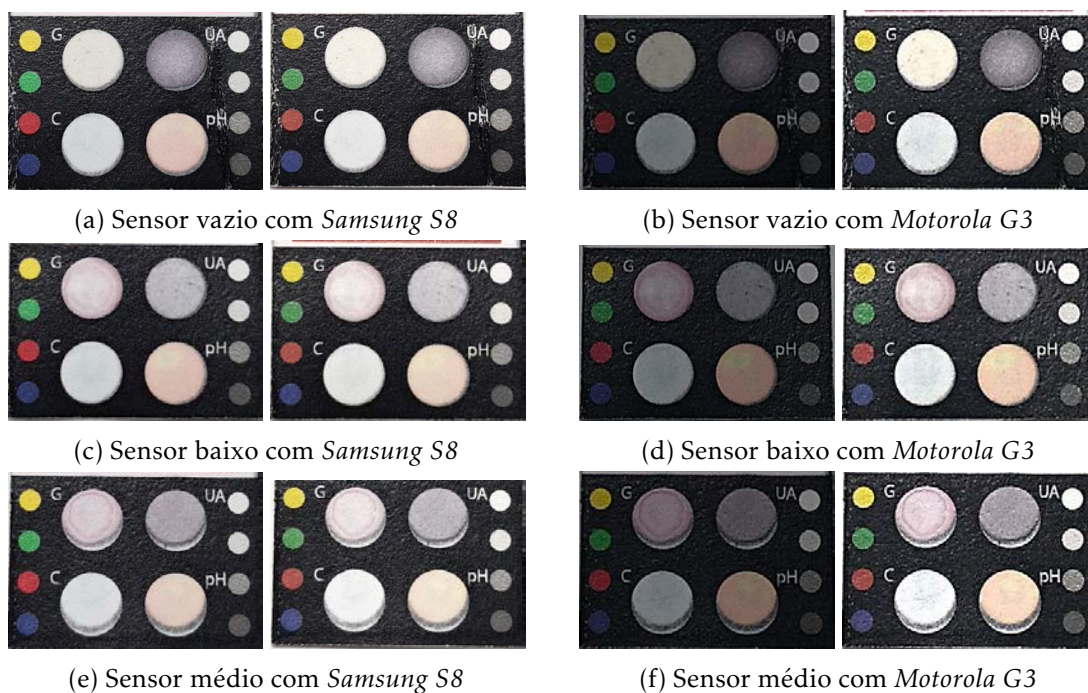 G UA G UA G UA G UA
C pH C pH C pH C pH
(a) Sensor vazio com Samsung S8
(b) Sensor vazio com Motorola G3
G UA G UA G UA G UA
C pH C pH C pH C pH
(c) Sensor baixo com Samsung S8
(d) Sensor baixo com Motorola G3
G UA G UA G UA G UA
C pH C pH C pH C pH
(e) Sensor médio com Samsung S8
(f) Sensor médio com Motorola G3